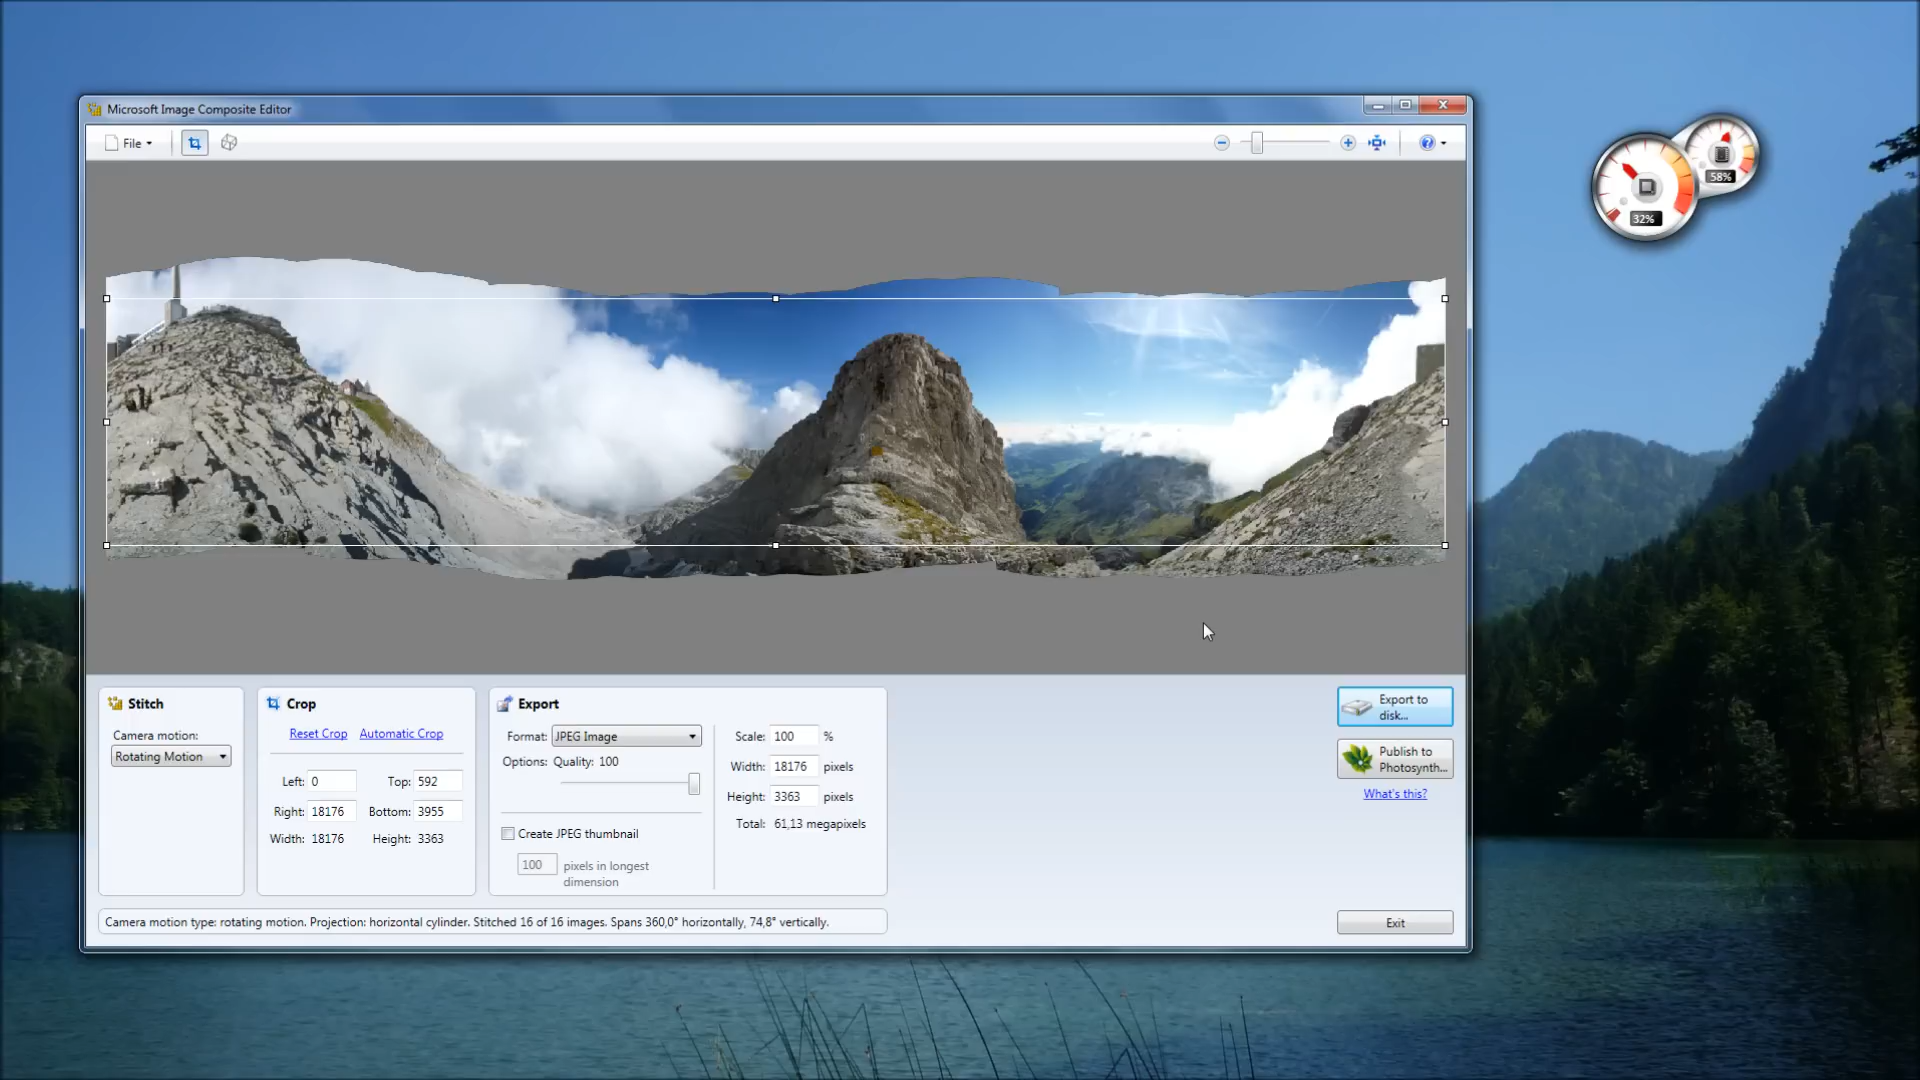 Microsoft Image Composite Editor
File
58%
32%
Stitch
Camera motion:
Rotating Motion
Crop
Reset Crop Automatic Crop
Left: 0 Top: 592
Right: 18176 Bottom: 3955
Width: 18176 Height: 3363
Export
Format: JPEG Image
Options: Quality: 100
Create JPEG thumbnail
100 pixels in longest
dimension
Scale: 100 %
Width: 18176 pixels
Height: 3363 pixels
Total: 61,13 megapixels
Export to
disk...
Publish to
Photosynth...
What's this?
Camera motion type: rotating motion. Projection: horizontal cylinder. Stitched 16 of 16 images. Spans 360,0° horizontally, 74,8° vertically.
Exit